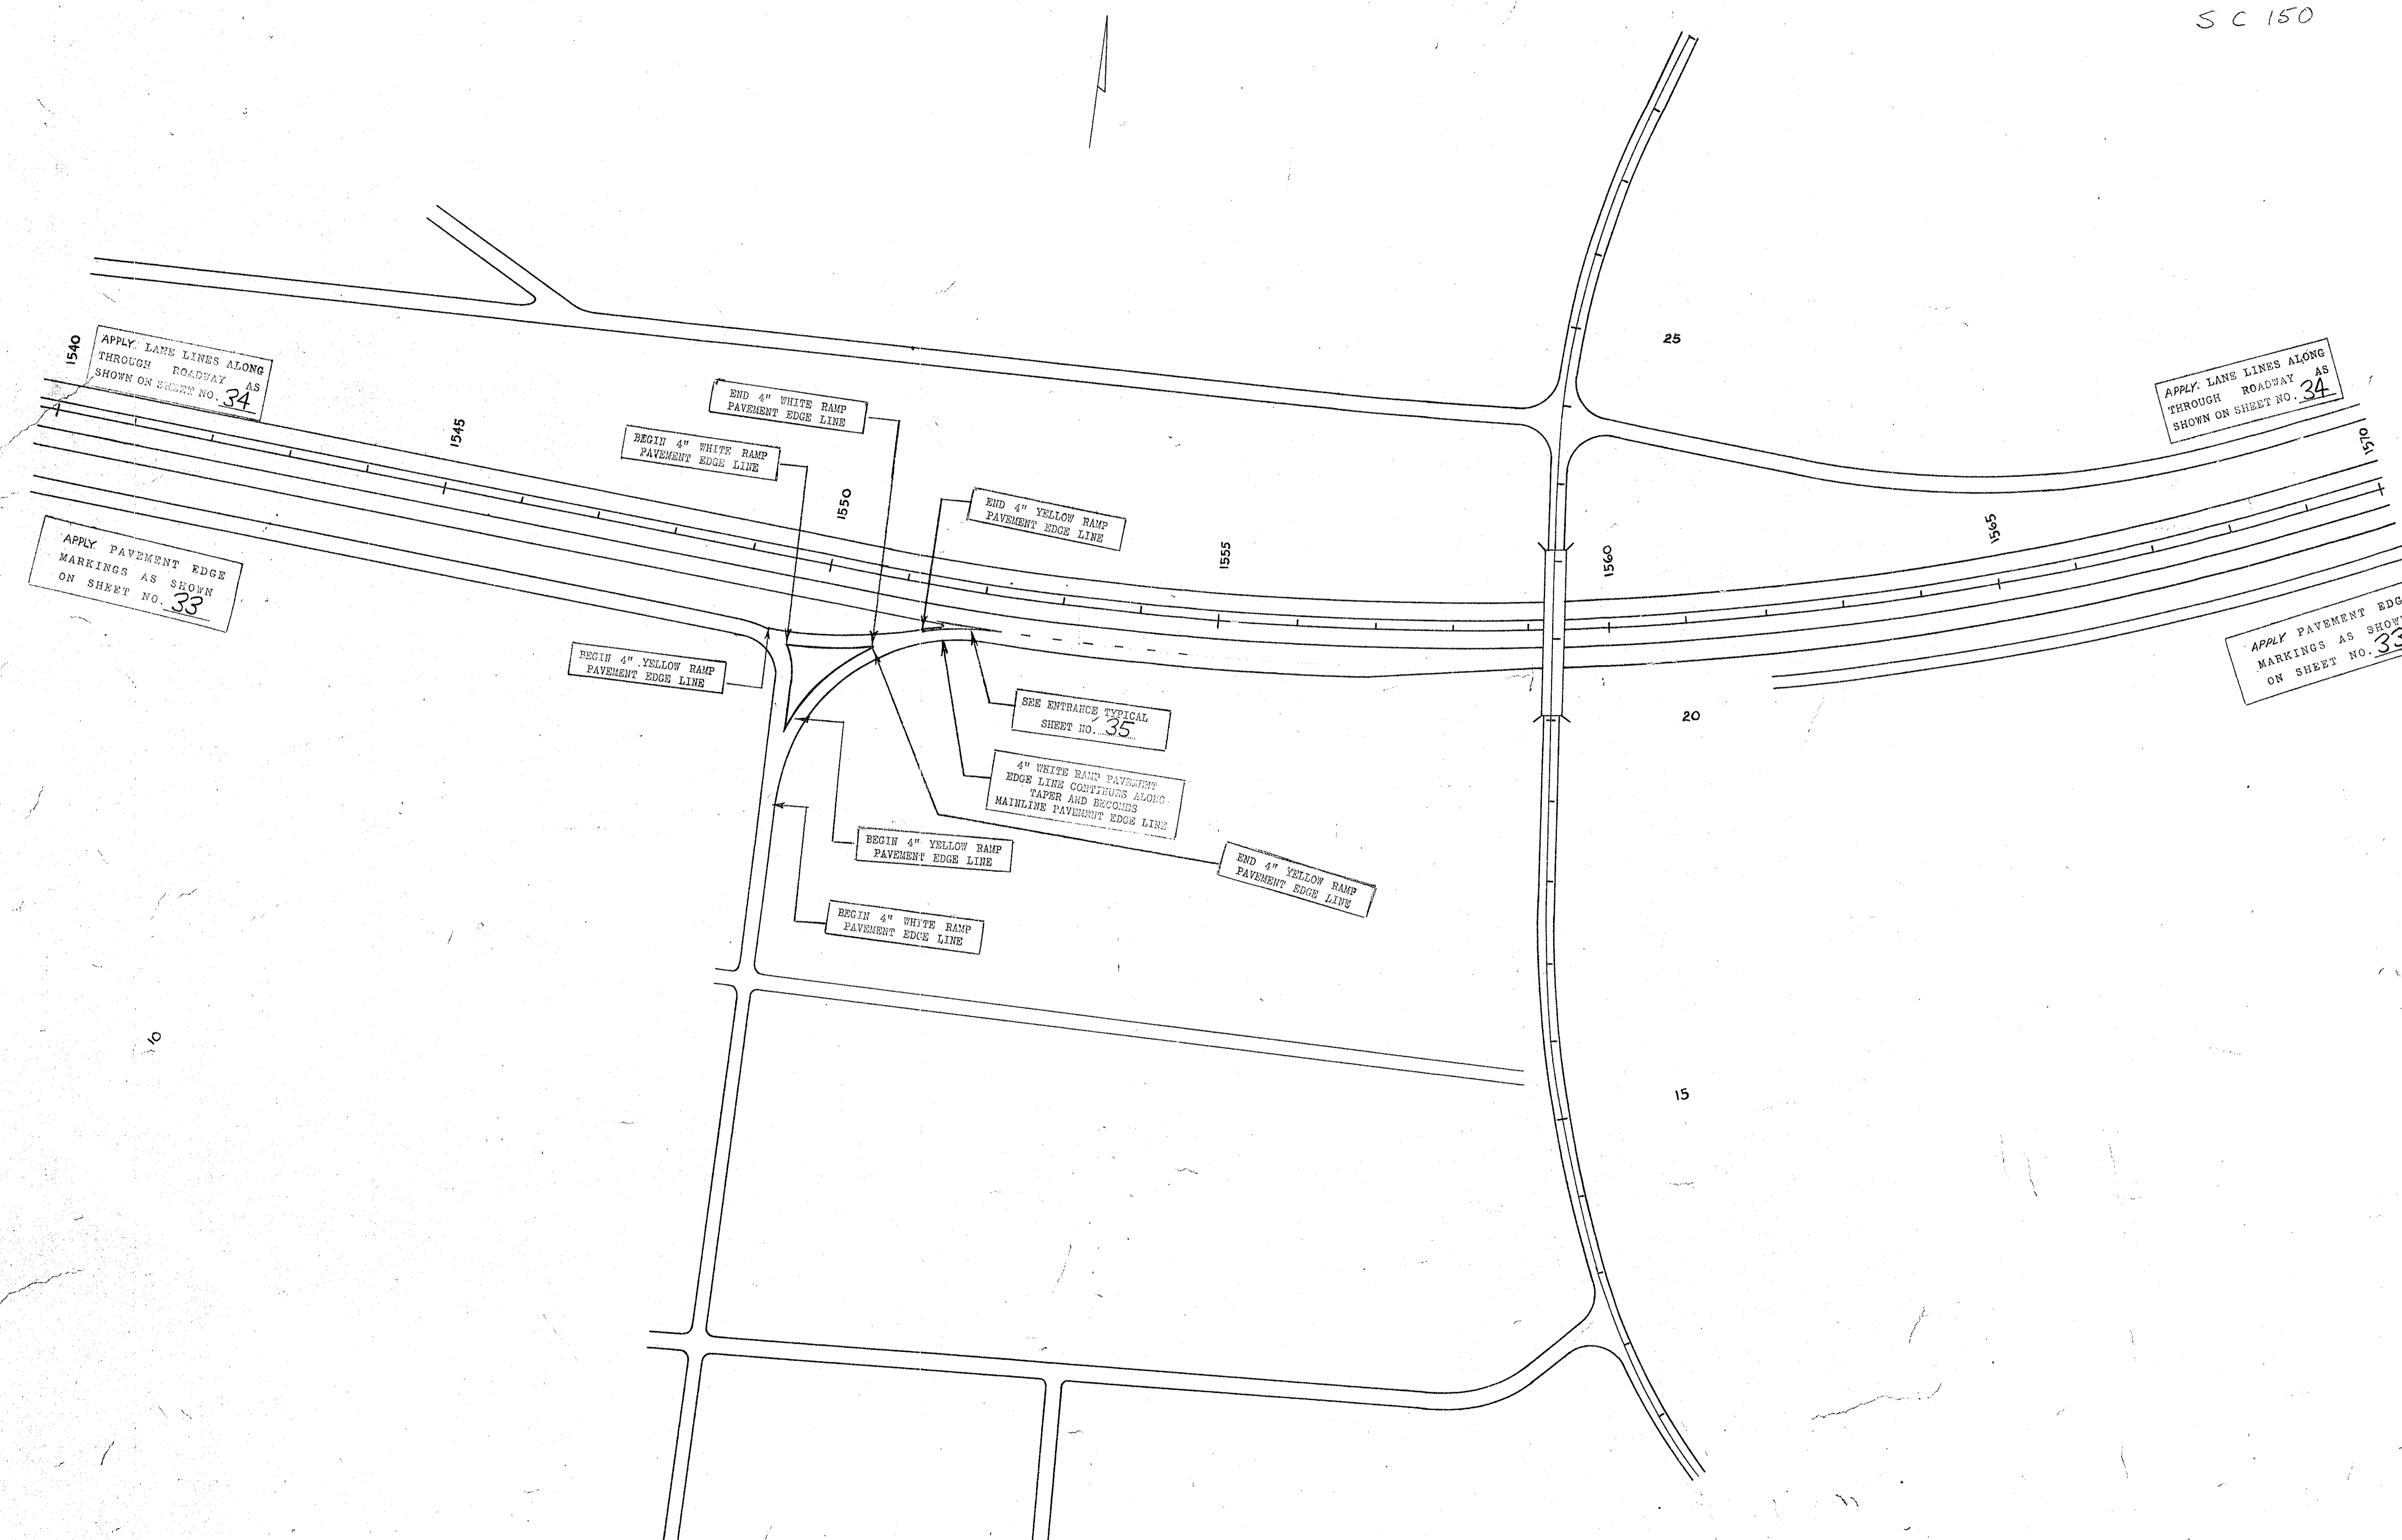 S C 150
25
1540
APPLY LANE LINES ALONG
THROUGH ROADWAY AS
SHOWN ON SHEET NO. 34
APPLY LANE LINES ALONG
THROUGH ROADWAY AS
SHOWN ON SHEET NO. 34
END 4" WHITE RAMP
PAVEMENT EDGE LINE
1545
BEGIN 4" WHITE RAMP
PAVEMENT EDGE LINE
1570
1550
END 4" YELLOW RAMP
PAVEMENT EDGE LINE
1555
1560
1565
APPLY PAVEMENT EDGE
MARKINGS AS SHOWN
ON SHEET NO. 33
BEGIN 4" YELLOW RAMP
PAVEMENT EDGE LINE
APPLY PAVEMENT EDG
MARKINGS AS SHOW
ON SHEET NO. 33
SEE ENTRANCE TYPICAL
SHEET NO. 35
20
4" WHITE RAMP PAVEMENT
EDGE LINE CONTINUES ALONG
TAPER AND BECOMES
MAINLINE PAVEMENT EDGE LINE
BEGIN 4" YELLOW RAMP
PAVEMENT EDGE LINE
END 4" YELLOW RAMP
PAVEMENT EDGE LINE
BEGIN 4" WHITE RAMP
PAVEMENT EDGE LINE
10
15